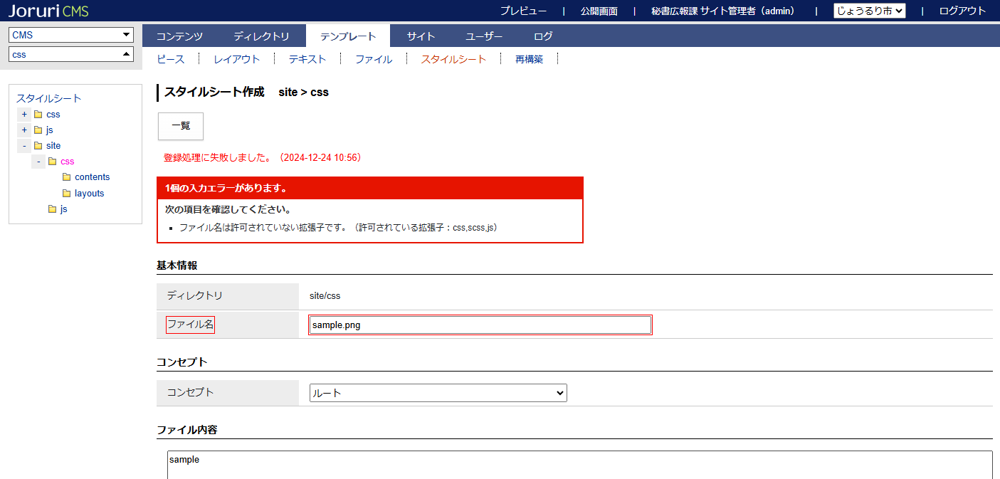 Joruri CMS
プレビュー | 公開画面 | 秘書広報課 サイト管理者（admin） | じょうるり市 | ログアウト
CMS
css
コンテンツ ディレクトリ テンプレート サイト ユーザー ログ
ピース レイアウト テキスト ファイル スタイルシート 再構築
スタイルシート
+ css
+ js
- site
- css
contents
layouts
js
スタイルシート作成 site > css
一覧
登録処理に失敗しました。（2024-12-24 10:56）
1個の入力エラーがあります。
次の項目を確認してください。
ファイル名は許可されていない拡張子です。（許可されている拡張子：css,scss,js）
基本情報
ディレクトリ site/css
ファイル名 sample.png
コンセプト
コンセプト ルート
ファイル内容
sample